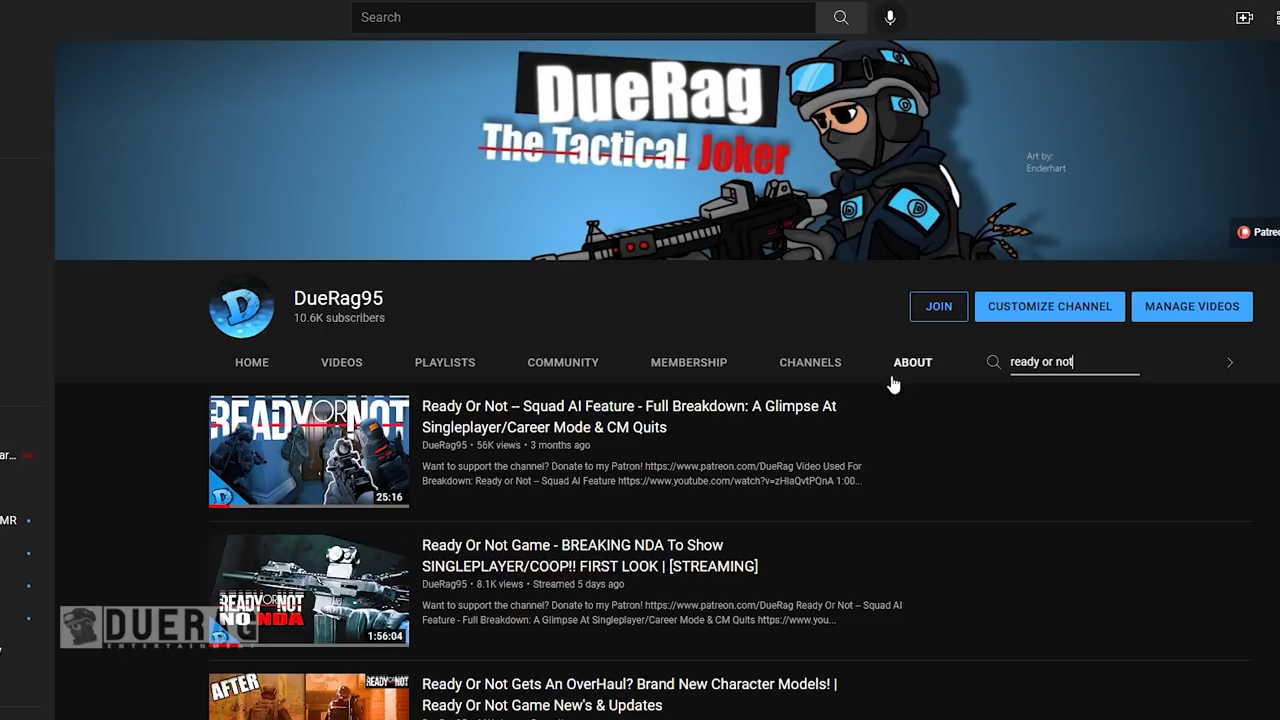 Search
DueRag
The Tactical Joker
Art by:
Enderhart
DueRag95
10.6K subscribers
JOIN
CUSTOMIZE CHANNEL
MANAGE VIDEOS
HOME
VIDEOS
PLAYLISTS
COMMUNITY
MEMBERSHIP
CHANNELS
ABOUT
ready or not
READY OR NOT
25:16
Ready Or Not – Squad AI Feature - Full Breakdown: A Glimpse At
Singleplayer/Career Mode & CM Quits
DueRag95 • 56K views • 3 months ago
Want to support the channel? Donate to my Patron! https://www.patreon.com/DueRag Video Used For
Breakdown: Ready or Not – Squad AI Feature https://www.youtube.com/watch?v=zHIaQvtPQnA 1:00...
MR
READY OR NOT
NO NDA
1:56:04
Ready Or Not Game - BREAKING NDA To Show
SINGLEPLAYER/COOP!! FIRST LOOK | [STREAMING]
DueRag95 • 8.1K views • Streamed 5 days ago
Want to support the channel? Donate to my Patron! https://www.patreon.com/DueRag Ready Or Not – Squad AI
Feature - Full Breakdown: A Glimpse At Singleplayer/Career Mode & CM Quits https://www.you...
DUERAG
ENTERTAINMENT
AFTER
READY OR NOT
Ready Or Not Gets An OverHaul? Brand New Character Models! |
Ready Or Not Game New's & Updates